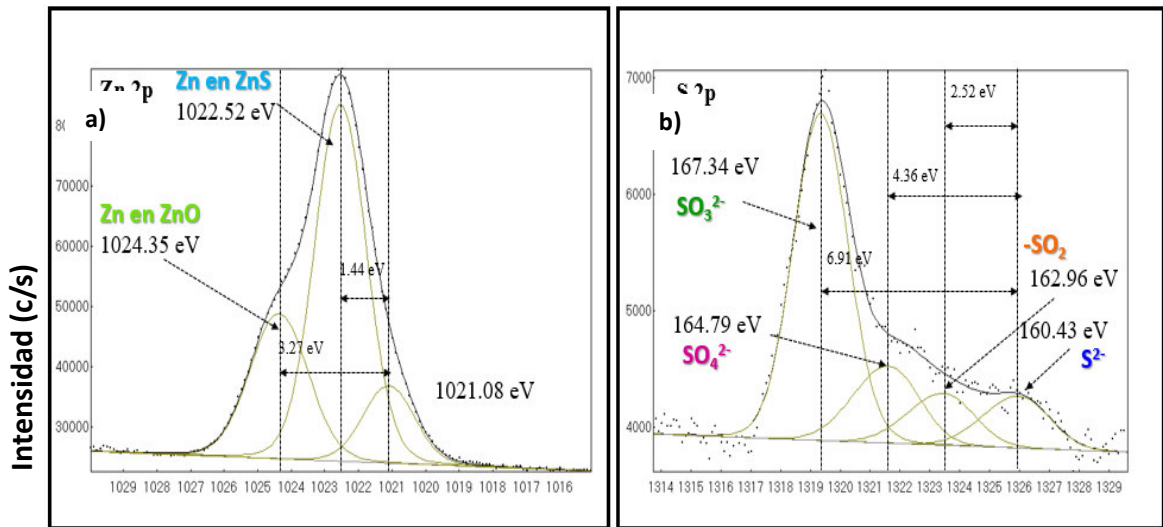 Intensidad (c/s)
Zn 2p
a)
Zn en ZnS
1022.52 eV
Zn en ZnO
1024.35 eV
1.44 eV
3.27 eV
1021.08 eV
80
70000
60000
50000
40000
30000
1029 1028 1027 1026 1025 1024 1023 1022 1021 1020 1019 1018 1017 1016
S 2p
b)
2.52 eV
167.34 eV
4.36 eV
SO₃²⁻
-SO₂
6.91 eV
162.96 eV
164.79 eV
160.43 eV
SO₄²⁻
S²⁻
7000
6000
5000
4000
1314 1315 1316 1317 1318 1319 1320 1321 1322 1323 1324 1325 1326 1327 1328 1329